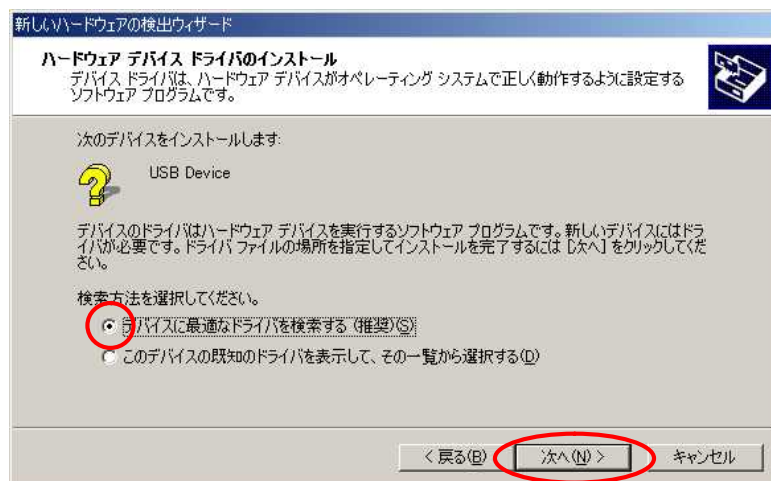 新しいハードウェアの検出ウィザード
ハードウェア デバイス ドライバのインストール
デバイス ドライバは、ハードウェア デバイスがオペレーティング システムで正しく動作するように設定する
ソフトウェア プログラムです。
次のデバイスをインストールします:
USB Device
デバイスのドライバはハードウェア デバイスを実行するソフトウェア プログラムです。新しいデバイスにはドラ
イバが必要です。ドライバ ファイルの場所を指定してインストールを完了するには [次へ] をクリックしてくだ
さい。
検索方法を選択してください。
デバイスに最適なドライバを検索する (推奨)(S)
このデバイスの既知のドライバを表示して、その一覧から選択する(D)
< 戻る(B)
次へ(N) >
キャンセル